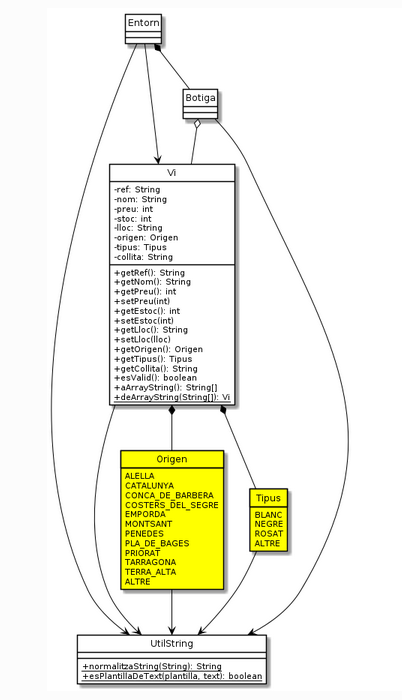 Entorn
Botiga
Vi
-ref: String
-nom: String
-preu: int
-stoc: int
-lloc: String
-origen: Origen
-tipus: Tipus
-collita: String
+getRef(): String
+getNom(): String
+getPreu(): int
+setPreu(int)
+getEstoc(): int
+setEstoc(int)
+getLloc(): String
+setLloc(lloc)
+getOrigen(): Origen
+getTipus(): Tipus
+getCollita(): String
+esValid(): boolean
+aArrayString(): String[]
+deArrayString(String[]): Vi
Origen
ALELLA
CATALUNYA
CONCA_DE_BARBERA
COSTERS_DEL_SEGRE
EMPORDA
MONTSANT
PENEDES
PLA_DE_BAGES
PRIORAT
TARRAGONA
TERRA_ALTA
ALTRE
Tipus
BLANC
NEGRE
ROSAT
ALTRE
UtilString
+normalitzaString(String): String
+esPlantillaDeText(plantilla, text): boolean